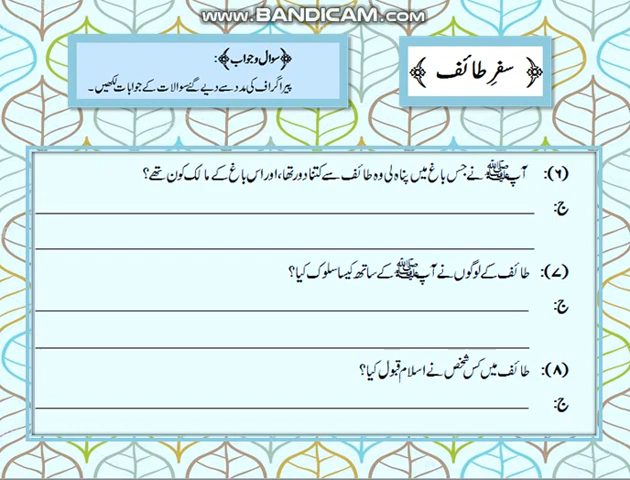 www.BANDICAM.com
﴿سفرِ طائف﴾
﴿سوال و جواب﴾:
پیراگراف کی مدد سے دیے گئے سوالات کے جوابات لکھیں۔
(۶): آپ ﷺ نے جس باغ میں پناہ لی وہ طائف سے کتنا دور تھا، اور اس باغ کے مالک کون تھے؟
ج:
(۷): طائف کے لوگوں نے آپ ﷺ کے ساتھ کیسا سلوک کیا؟
ج:
(۸): طائف میں کس شخص نے اسلام قبول کیا؟
ج: